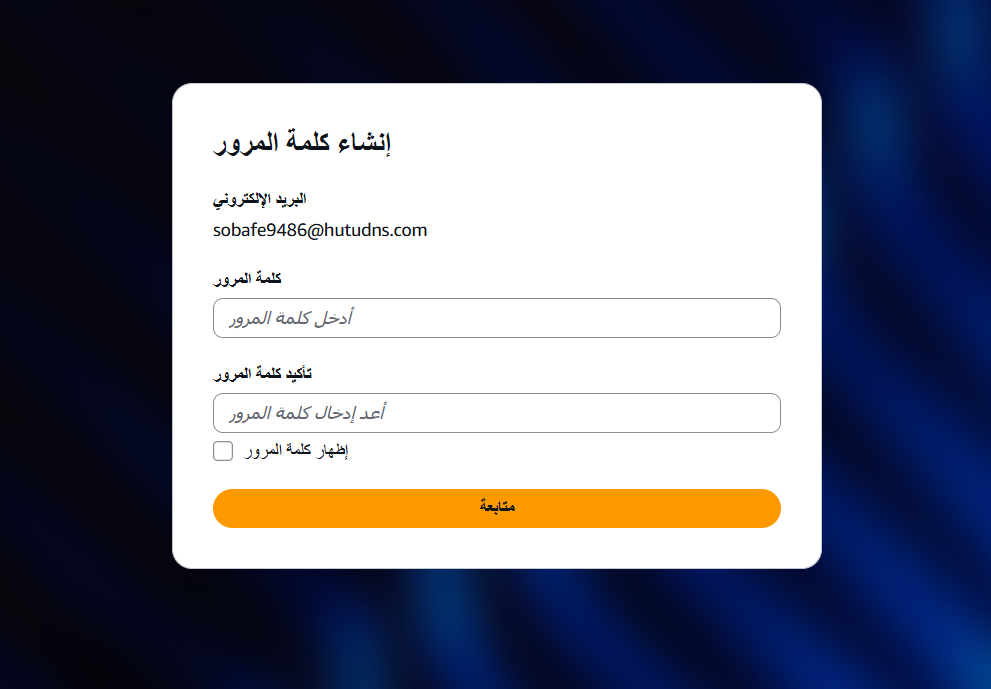 إنشاء كلمة المرور
البريد الإلكتروني
sobafe9486@hutudns.com
كلمة المرور
أدخل كلمة المرور
تأكيد كلمة المرور
أعد إدخال كلمة المرور
إظهار كلمة المرور
متابعة